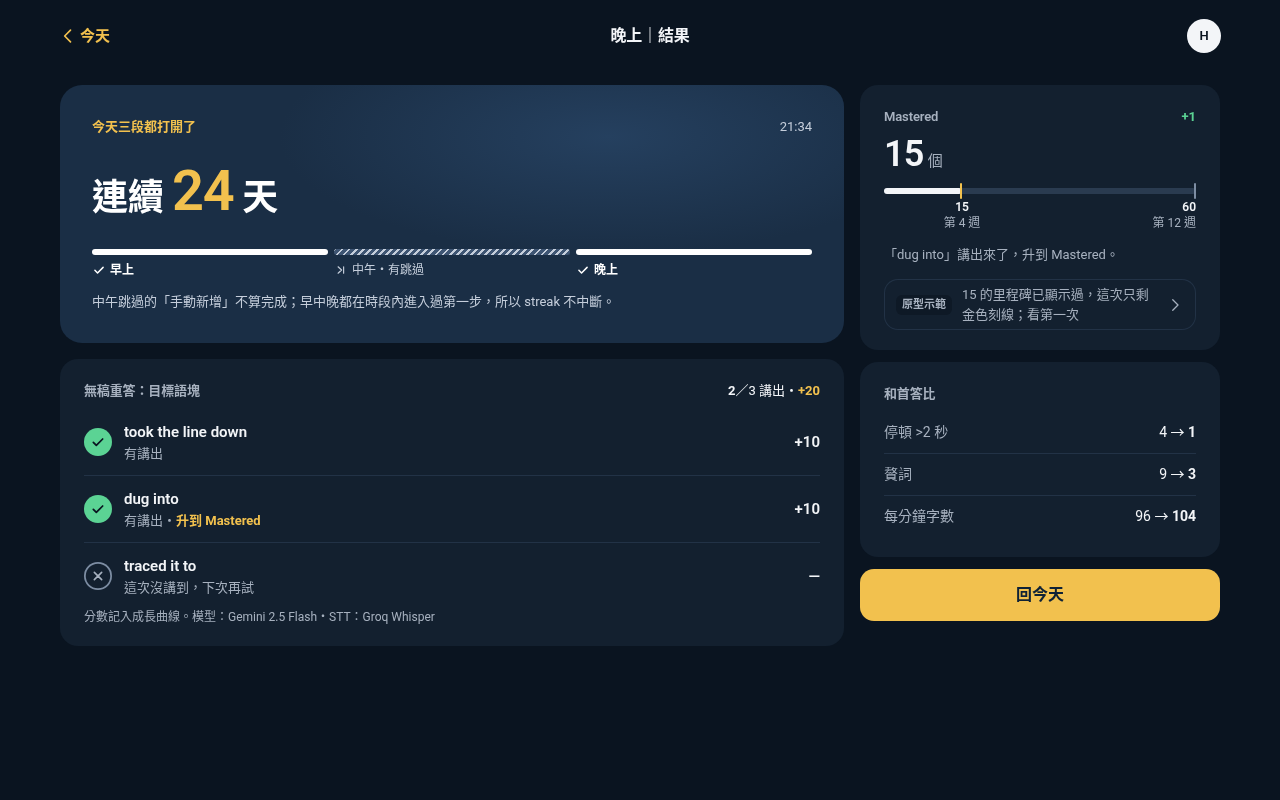 今天
晚上｜結果
H
今天三段都打開了
21:34
連續 24 天
早上
中午・有跳過
晚上
中午跳過的「手動新增」不算完成；早中晚都在時段內進入過第一步，所以 streak 不中斷。
無稿重答：目標語塊
2／3 講出・+20
took the line down
有講出
+10
dug into
有講出・升到 Mastered
+10
traced it to
這次沒講到，下次再試
–
分數記入成長曲線。模型：Gemini 2.5 Flash・STT：Groq Whisper
Mastered
+1
15 個
15
第 4 週
60
第 12 週
「dug into」講出來了，升到 Mastered。
原型示範
15 的里程碑已顯示過，這次只剩
金色刻線；看第一次
和首答比
停頓 >2 秒
4 → 1
贅詞
9 → 3
每分鐘字數
96 → 104
回今天